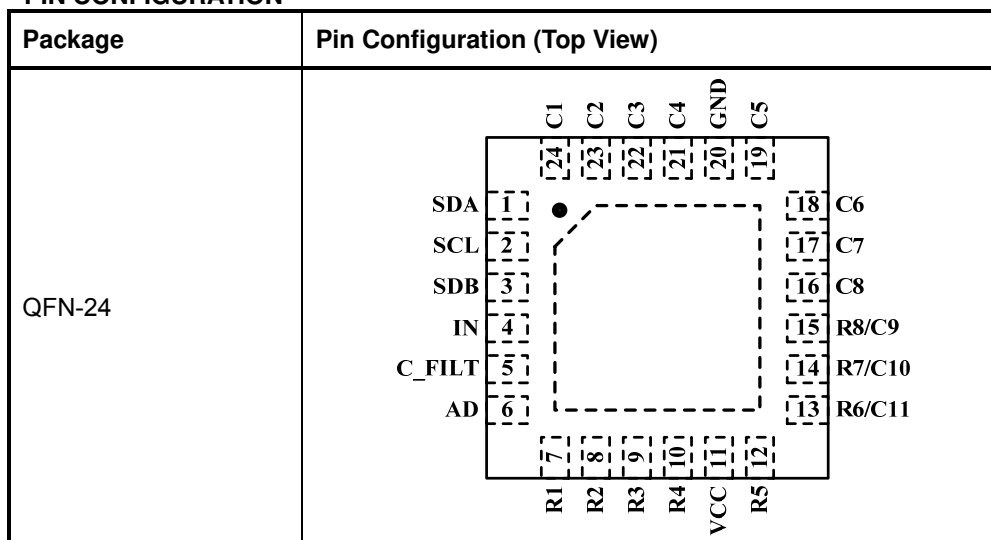 PIN CONFIGURATION
Package
Pin Configuration (Top View)
QFN-24
C1 C2 C3 C4 GND C5
24 23 22 21 20 19
SDA 1
SCL 2
SDB 3
IN 4
C_FILT 5
AD 6
18 C6
17 C7
16 C8
15 R8/C9
14 R7/C10
13 R6/C11
7 8 9 10 11 12
R1 R2 R3 R4 VCC R5